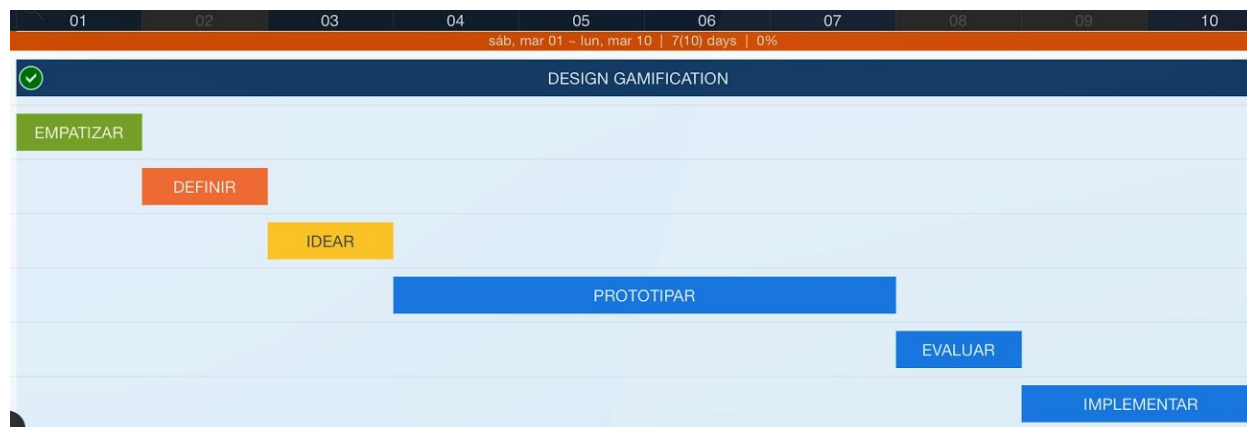 01 02 03 04 05 06 07 08 09 10
sáb, mar 01 ~ lun, mar 10 | 7(10) days | 0%
DESIGN GAMIFICATION
EMPATIZAR
DEFINIR
IDEAR
PROTOTIPAR
EVALUAR
IMPLEMENTAR